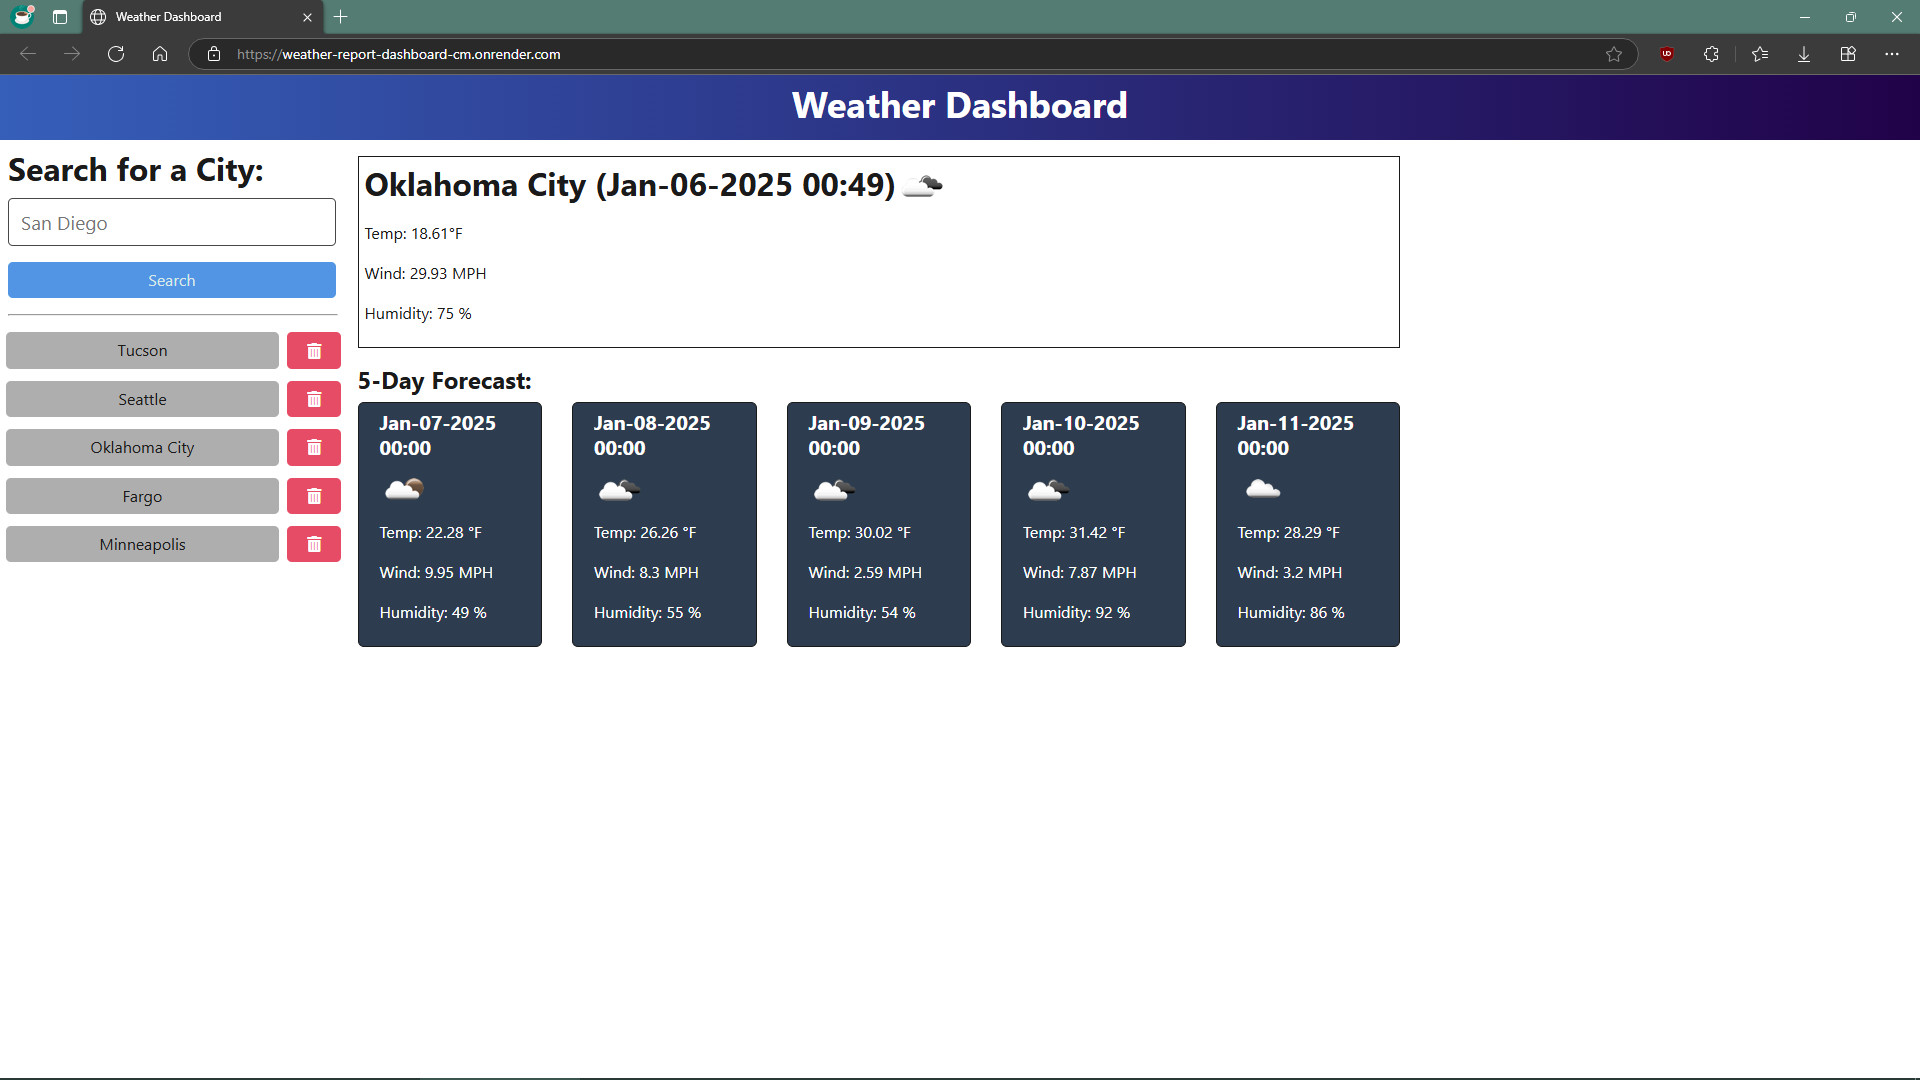 Weather Dashboard
https://weather-report-dashboard-cm.onrender.com
Weather Dashboard
Search for a City:
San Diego
Search
Tucson
Seattle
Oklahoma City
Fargo
Minneapolis
Oklahoma City (Jan-06-2025 00:49)
Temp: 18.61°F
Wind: 29.93 MPH
Humidity: 75 %
5-Day Forecast:
Jan-07-2025
00:00
Temp: 22.28 °F
Wind: 9.95 MPH
Humidity: 49 %
Jan-08-2025
00:00
Temp: 26.26 °F
Wind: 8.3 MPH
Humidity: 55 %
Jan-09-2025
00:00
Temp: 30.02 °F
Wind: 2.59 MPH
Humidity: 54 %
Jan-10-2025
00:00
Temp: 31.42 °F
Wind: 7.87 MPH
Humidity: 92 %
Jan-11-2025
00:00
Temp: 28.29 °F
Wind: 3.2 MPH
Humidity: 86 %